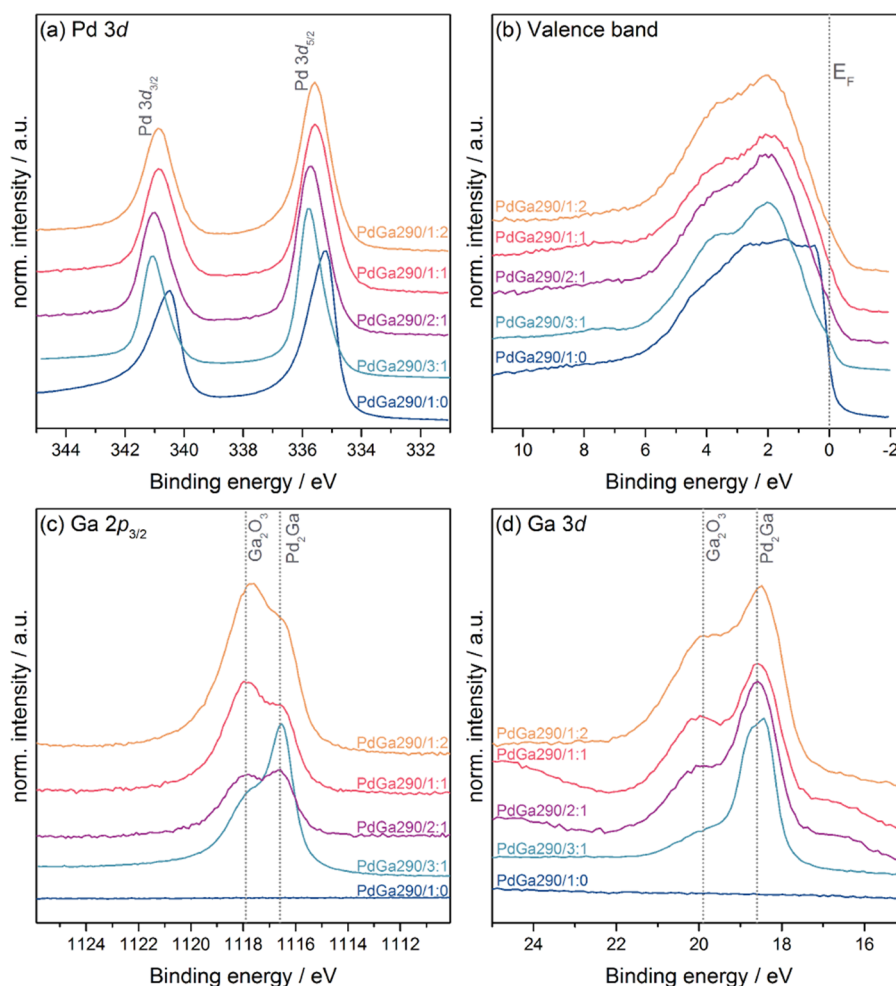 (a) Pd 3d
Pd 3d3/2
Pd 3d5/2
PdGa290/1:2
PdGa290/1:1
PdGa290/2:1
PdGa290/3:1
PdGa290/1:0
norm. intensity / a.u.
344 342 340 338 336 334 332
Binding energy / eV
(b) Valence band
EF
PdGa290/1:2
PdGa290/1:1
PdGa290/2:1
PdGa290/3:1
PdGa290/1:0
norm. intensity / a.u.
10 8 6 4 2 0 -2
Binding energy / eV
(c) Ga 2p3/2
Ga2O3
Pd2Ga
PdGa290/1:2
PdGa290/1:1
PdGa290/2:1
PdGa290/3:1
PdGa290/1:0
norm. intensity / a.u.
1124 1120 1118 1116 1114 1112
Binding energy / eV
(d) Ga 3d
Ga2O3
Pd2Ga
PdGa290/1:2
PdGa290/1:1
PdGa290/2:1
PdGa290/3:1
PdGa290/1:0
norm. intensity / a.u.
24 22 20 18 16
Binding energy / eV